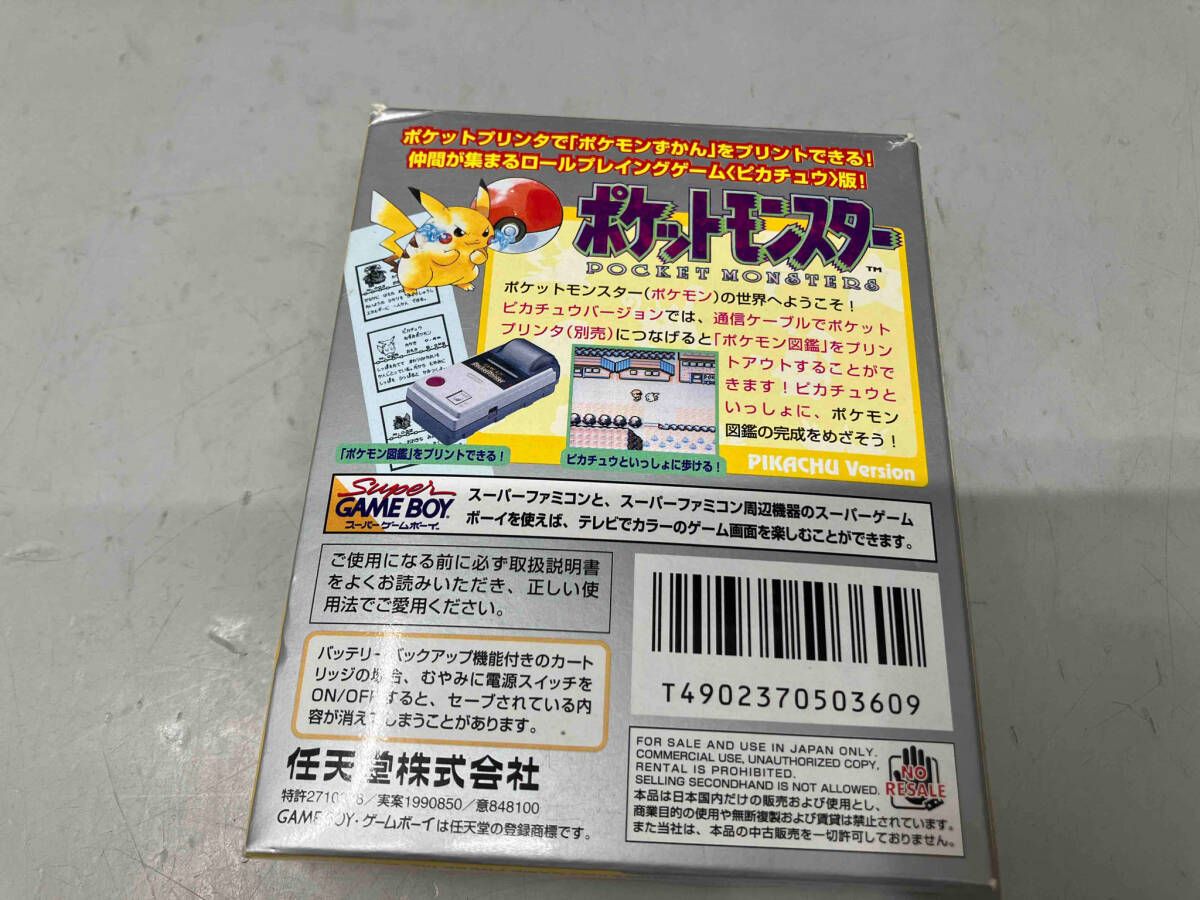 ポケットプリンタで「ポケモンずかん」をプリントできる!
仲間が集まるロールプレイングゲーム〈ピカチュウ〉版!
ポケットモンスター
POCKET MONSTERS
TM
ポケットモンスター(ポケモン)の世界へようこそ!
ピカチュウバージョンでは、通信ケーブルでポケット
プリンタ(別売)につなげると「ポケモン図鑑」をプリン
トアウトすることがで
きます!ピカチュウと
いっしょに、ポケモン
図鑑の完成をめざそう!
ピカチュウ
「ポケモン図鑑」をプリントできる!
ピカチュウといっしょに歩ける!
PIKACHU Version
Super
GAME BOY
スーパーゲームボーイ
スーパーファミコンと、スーパーファミコン周辺機器のスーパーゲーム
ボーイを使えば、テレビでカラーのゲーム画面を楽しむことができます。
ご使用になる前に必ず取扱説明書
をよくお読みいただき、正しい使
用法でご愛用ください。
バッテリーバックアップ機能付きのカート
リッジの場合、むやみに電源スイッチを
ON/OFFすると、セーブされている内
容が消えてしまうことがあります。
T4902370503609
任天堂株式会社
実案1990850/意848100
GAME BOY・ゲームボーイは任天堂の登録商標です。
FOR SALE AND USE IN JAPAN ONLY.
COMMERCIAL USE, UNAUTHORIZED COPY,
RENTAL IS PROHIBITED.
SELLING SECONDHAND IS NOT ALLOWED.
本品は日本国内だけの販売および使用とし、
商業目的の使用や無断複製および賃貸は禁止されています。
また当社は、本品の中古販売を一切許可しておりません。
NO
RESALE